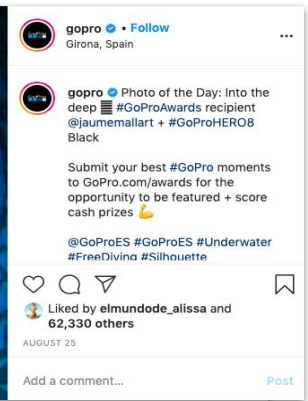 gopro • Follow
Girona, Spain
gopro Photo of the Day: Into the
deep #GoProAwards recipient
@jaumemallart + #GoProHERO8
Black
Submit your best #GoPro moments
to GoPro.com/awards for the
opportunity to be featured + score
cash prizes 💪
@GoProES #GoProES #Underwater
#FreeDiving #Silhouette
Liked by elmundode_alissa and
62,330 others
AUGUST 25
Add a comment... Post